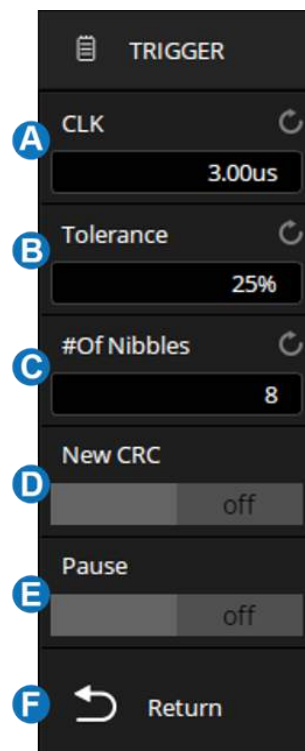 TRIGGER
A
CLK
3.00us
B
Tolerance
25%
C
#Of Nibbles
8
D
New CRC
off
E
Pause
off
F
Return